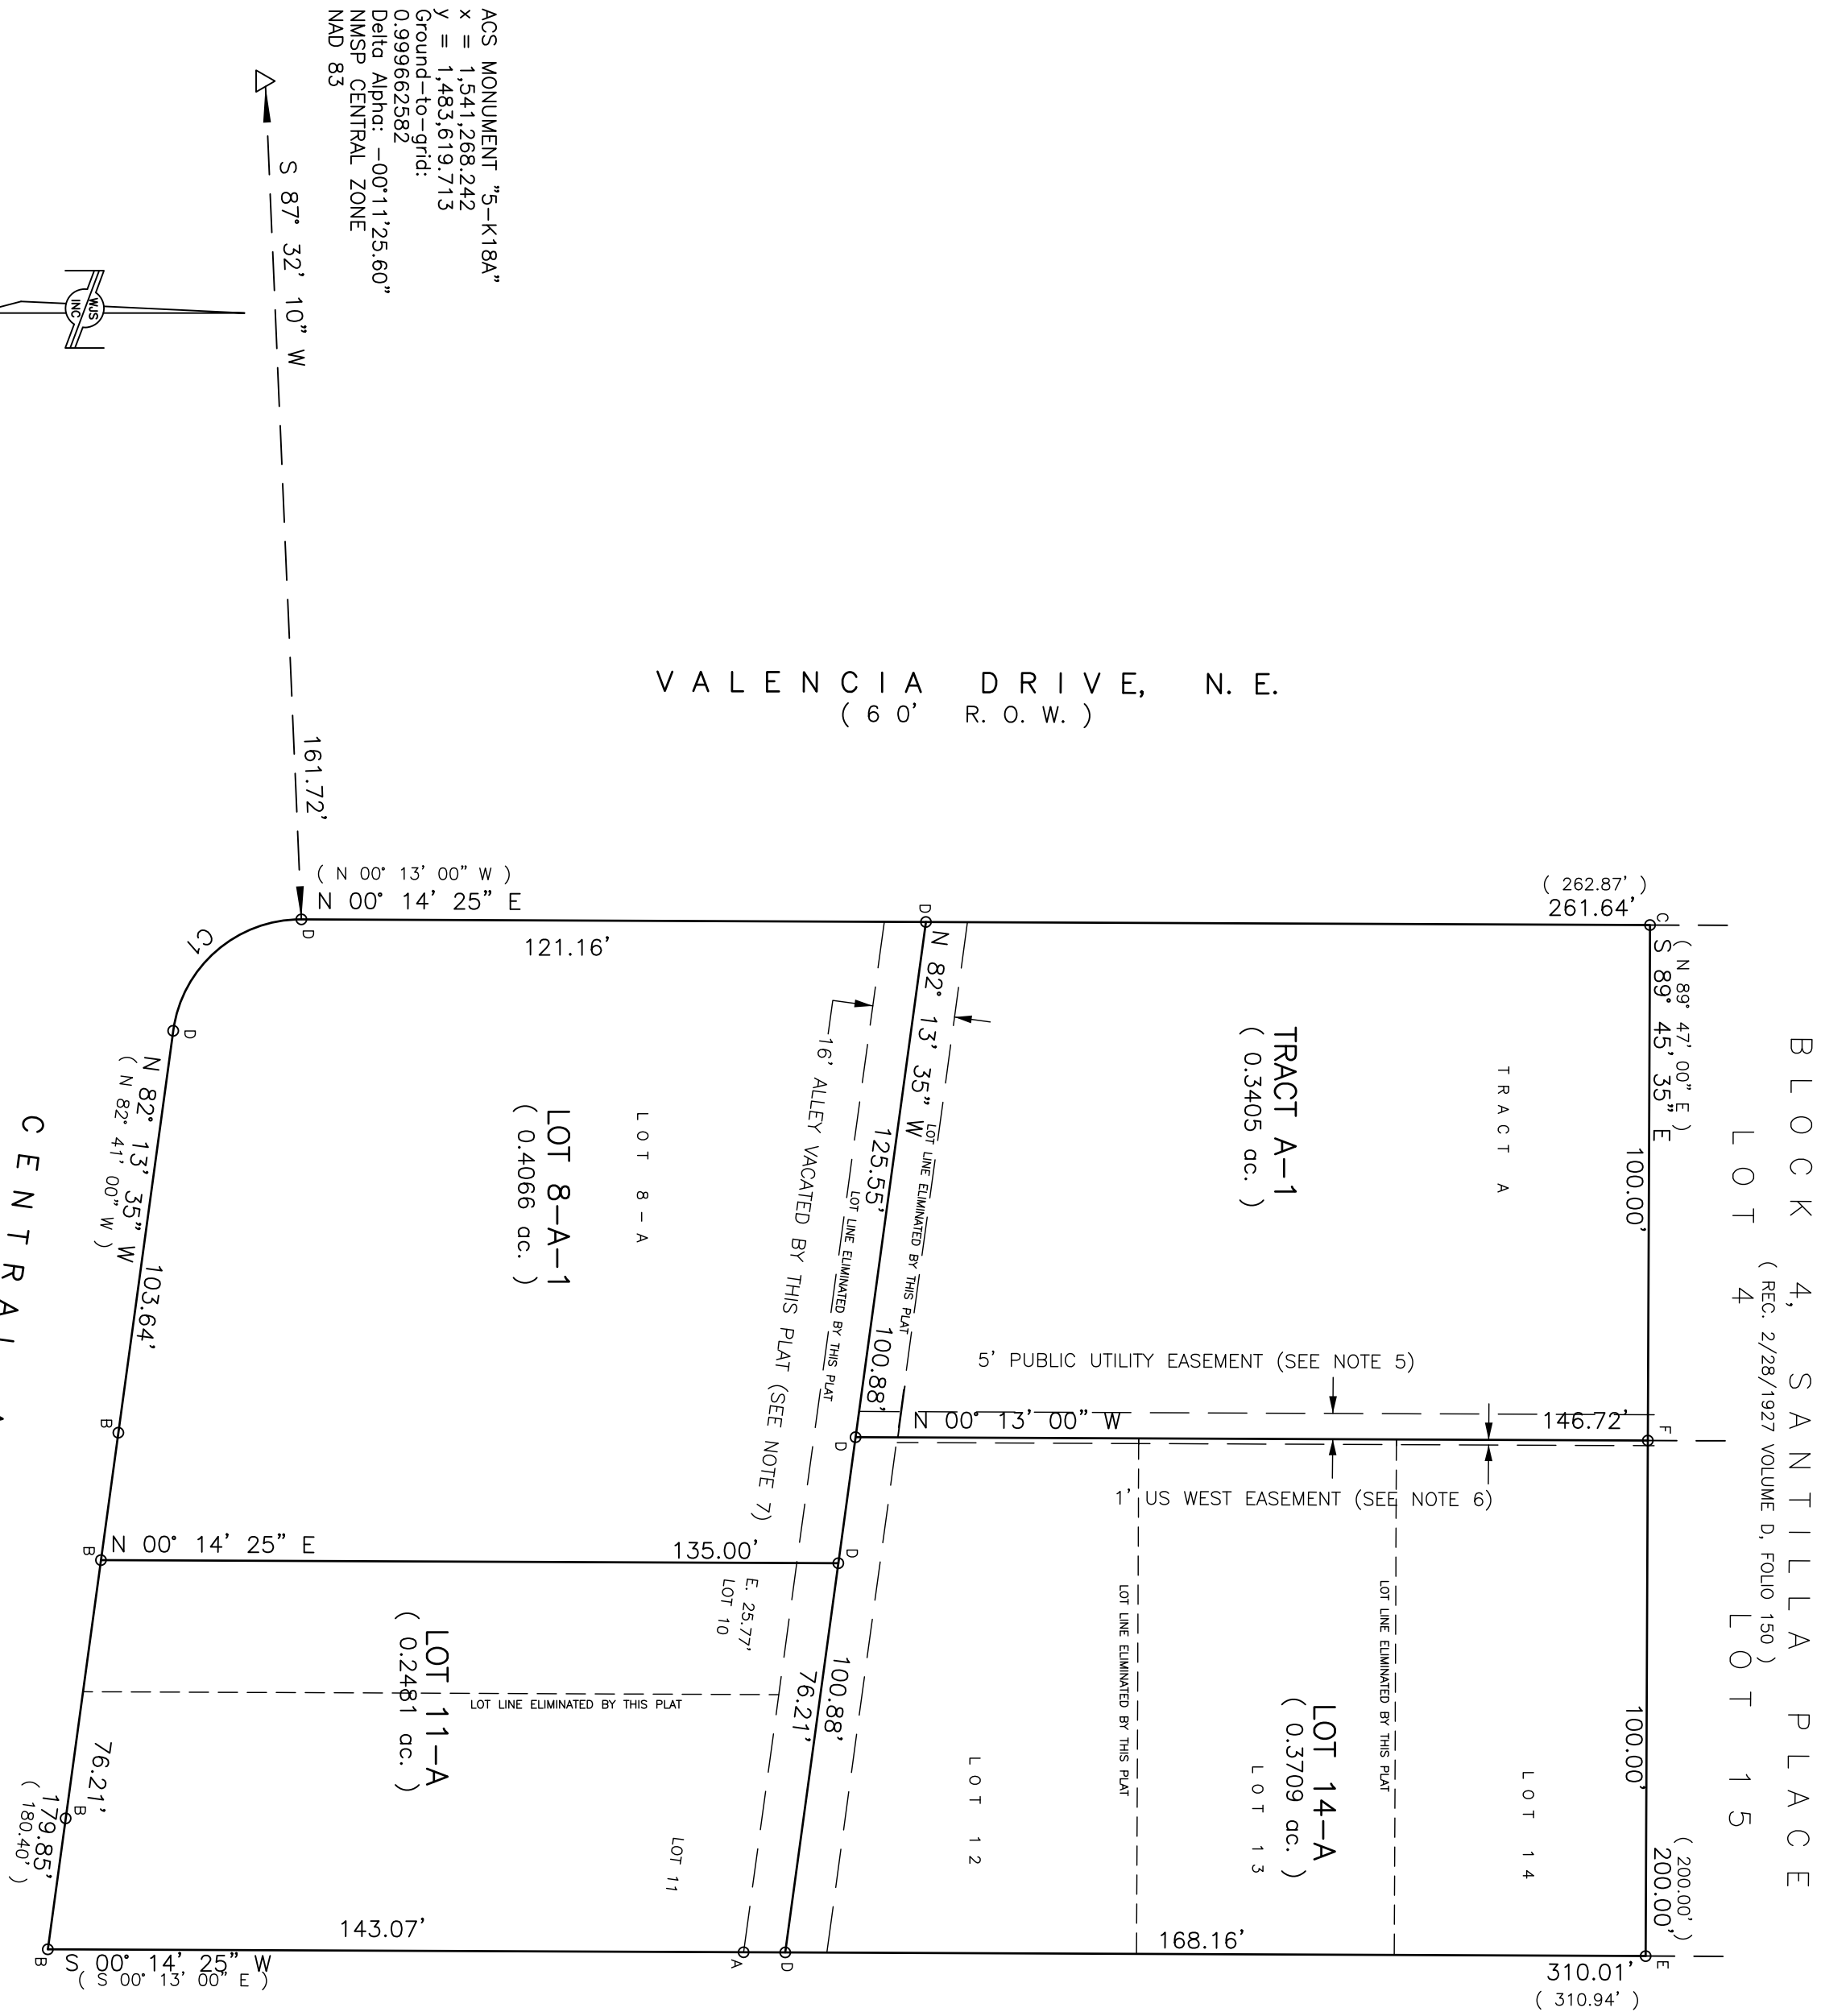 BLOCK 4, SANTILLA PLACE
( REC. 2/28/1927 VOLUME D, FOLIO 150 )
LOT 4
LOT 15
( N 89° 47' 00" E )
S 89° 45' 35" E
100.00'
100.00'
( 200.00' )
200.00'
C
F
E
( 262.87' )
261.64'
310.01'
( 310.94' )
TRACT A
TRACT A-1
( 0.3405 ac. )
LOT 14
LOT 14-A
( 0.3709 ac. )
LOT 13
LOT 12
LOT LINE ELIMINATED BY THIS PLAT
LOT LINE ELIMINATED BY THIS PLAT
146.72'
N 00° 13' 00" W
5' PUBLIC UTILITY EASEMENT (SEE NOTE 5)
1' US WEST EASEMENT (SEE NOTE 6)
168.16'
VALENCIA DRIVE, N. E.
( 60' R. O. W. )
D
N 82° 13' 35" W
125.55'
100.88'
LOT LINE ELIMINATED BY THIS PLAT
LOT LINE ELIMINATED BY THIS PLAT
16' ALLEY VACATED BY THIS PLAT (SEE NOTE 7)
D
D
100.88'
76.21'
D
A
LOT 8-A
LOT 8-A-1
( 0.4066 ac. )
121.16'
( N 00° 13' 00" W )
N 00° 14' 25" E
135.00'
N 00° 14' 25" E
E. 25.77'
LOT 10
LOT 11
LOT 11-A
( 0.2481 ac. )
LOT LINE ELIMINATED BY THIS PLAT
143.07'
S 00° 14' 25" W
( S 00° 13' 00" E )
D
C1
D
N 82° 13' 35" W
( N 82° 41' 00" W )
103.64'
B
B
76.21'
B
179.85'
( 180.40' )
B
CENTRAL
ACS MONUMENT "5-K18A"
x = 1,541,268.242
y = 1,483,619.713
Ground-to-grid:
0.999662582
Delta Alpha: -00°11'25.60"
NMSP CENTRAL ZONE
NAD 83
S 87° 32' 10" W
161.72'
WJS
INC